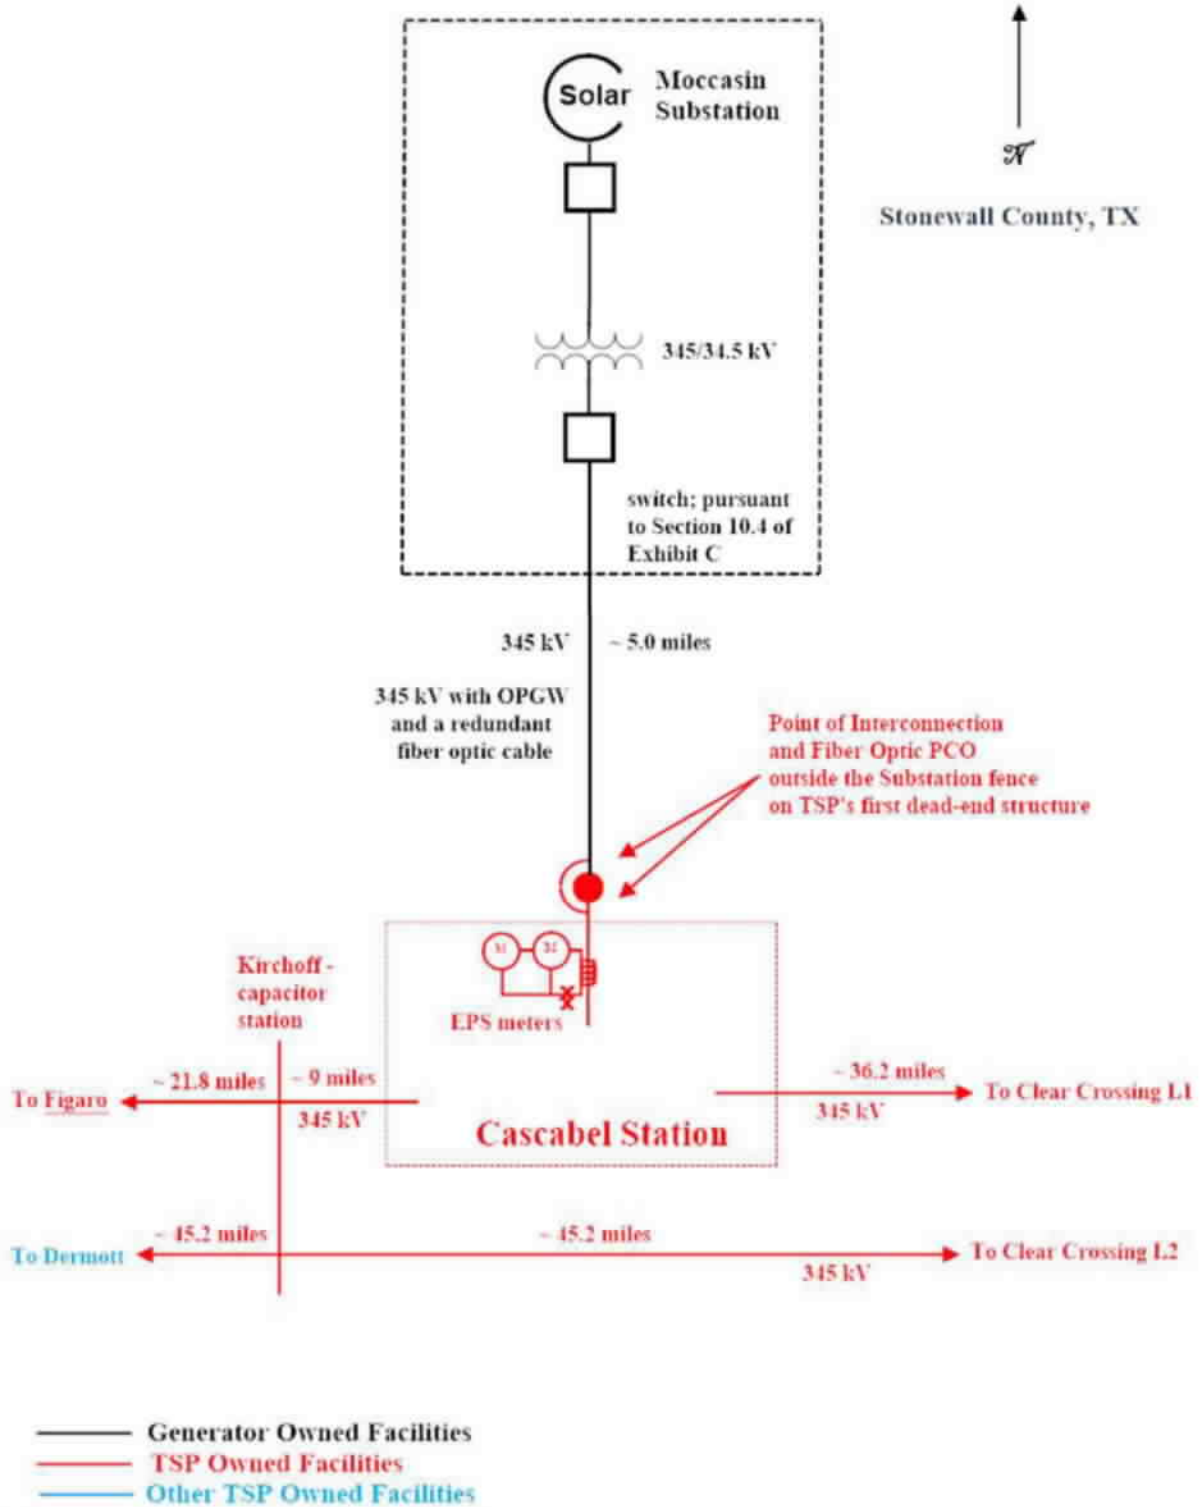 Solar
Moccasin
Substation
N
Stonewall County, TX
345/34.5 kV
switch; pursuant
to Section 10.4 of
Exhibit C
345 kV
~ 5.0 miles
345 kV with OPGW
and a redundant
fiber optic cable
Point of Interconnection
and Fiber Optic PCO
outside the Substation fence
on TSP's first dead-end structure
Kirchoff -
capacitor
station
EPS meters
~ 21.8 miles
~ 9 miles
~ 36.2 miles
To Figaro
345 kV
345 kV
To Clear Crossing L1
Cascabel Station
~ 45.2 miles
~ 45.2 miles
To Dermott
To Clear Crossing L2
345 kV
Generator Owned Facilities
TSP Owned Facilities
Other TSP Owned Facilities